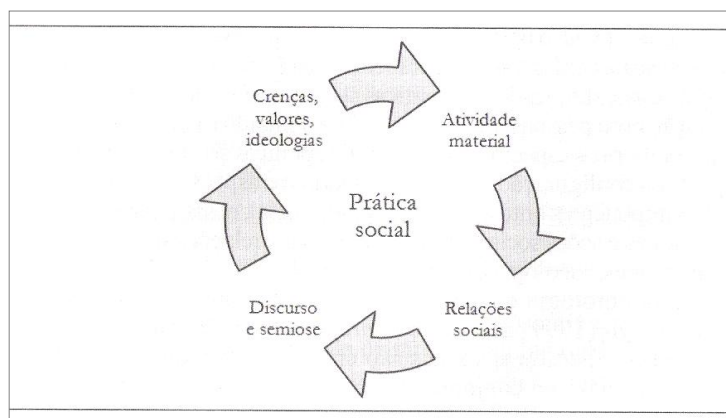 Crenças,
valores,
ideologias
Atividade
material
Prática
social
Discurso
e semiose
Relações
sociais